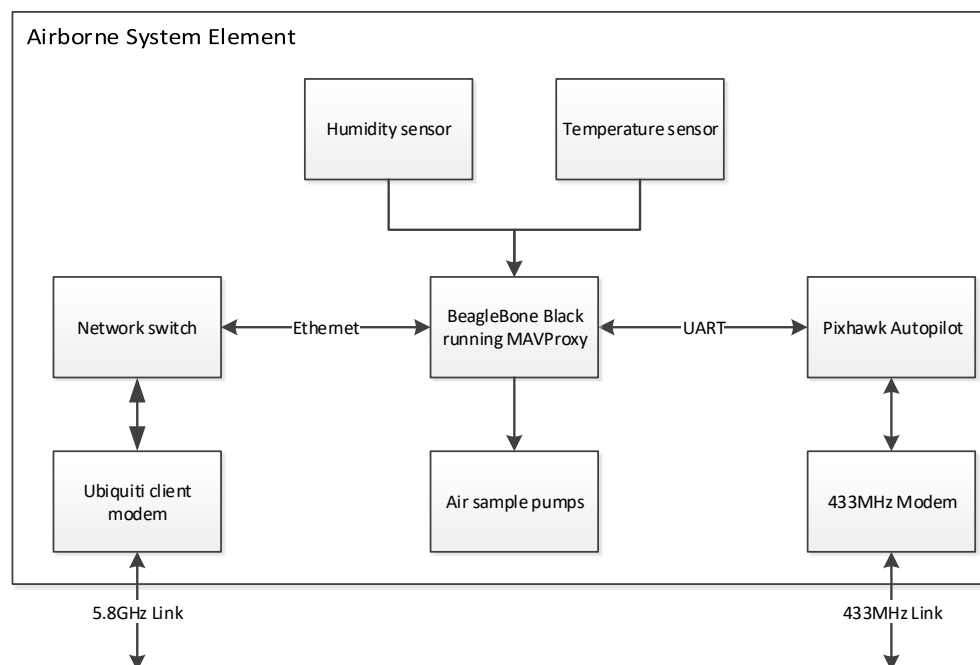 Airborne System Element
Humidity sensor
Temperature sensor
Network switch
Ethernet
BeagleBone Black
running MAVProxy
UART
Pixhawk Autopilot
Ubiquiti client
modem
Air sample pumps
433MHz Modem
5.8GHz Link
433MHz Link